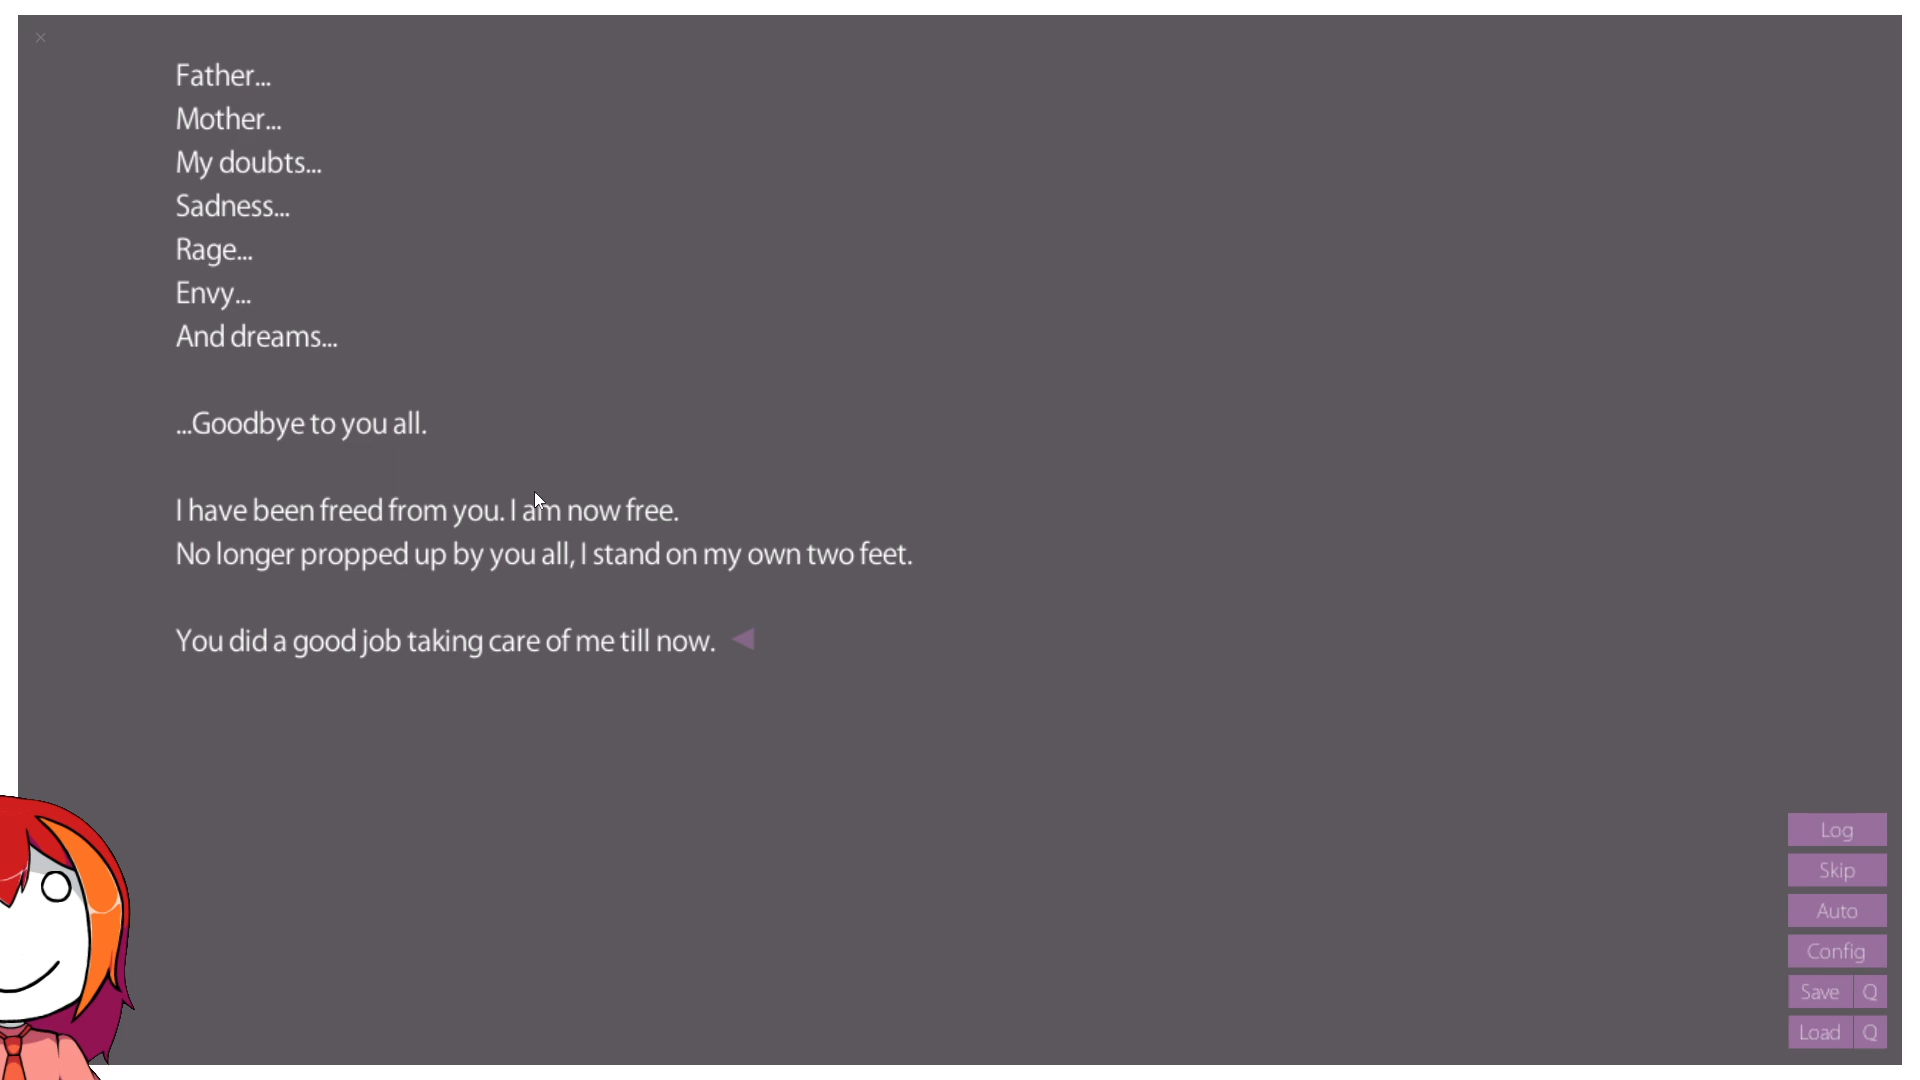 Father...
Mother...
My doubts...
Sadness...
Rage...
Envy...
And dreams...
...Goodbye to you all.
I have been freed from you. I am now free.
No longer propped up by you all, I stand on my own two feet.
You did a good job taking care of me till now.
Log
Skip
Auto
Config
Save Q
Load Q